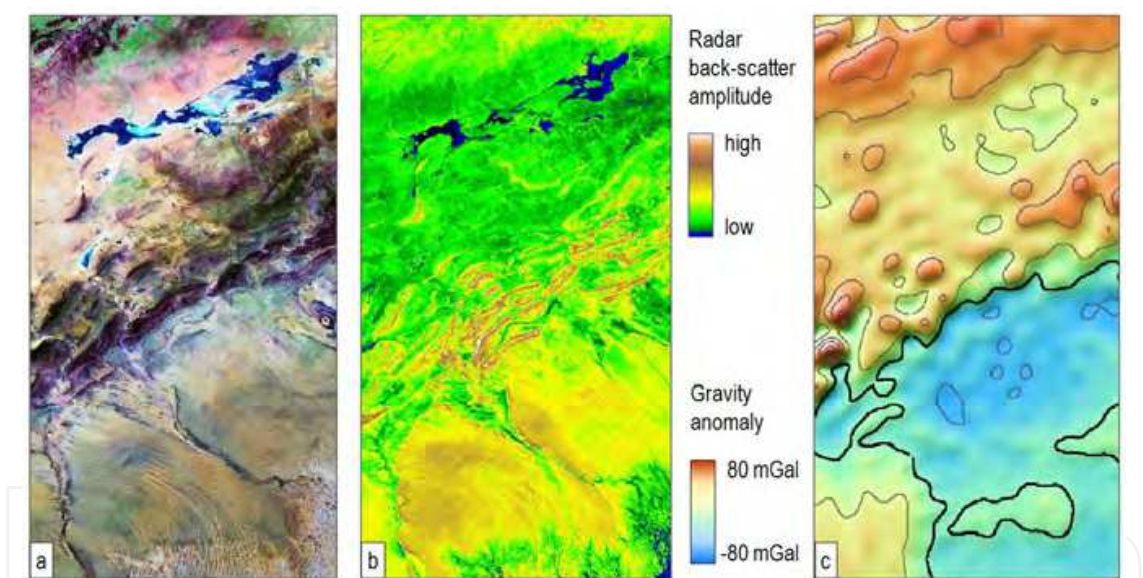 Radar
back-scatter
amplitude
high
low
Gravity
anomaly
80 mGal
-80 mGal
a
b
c